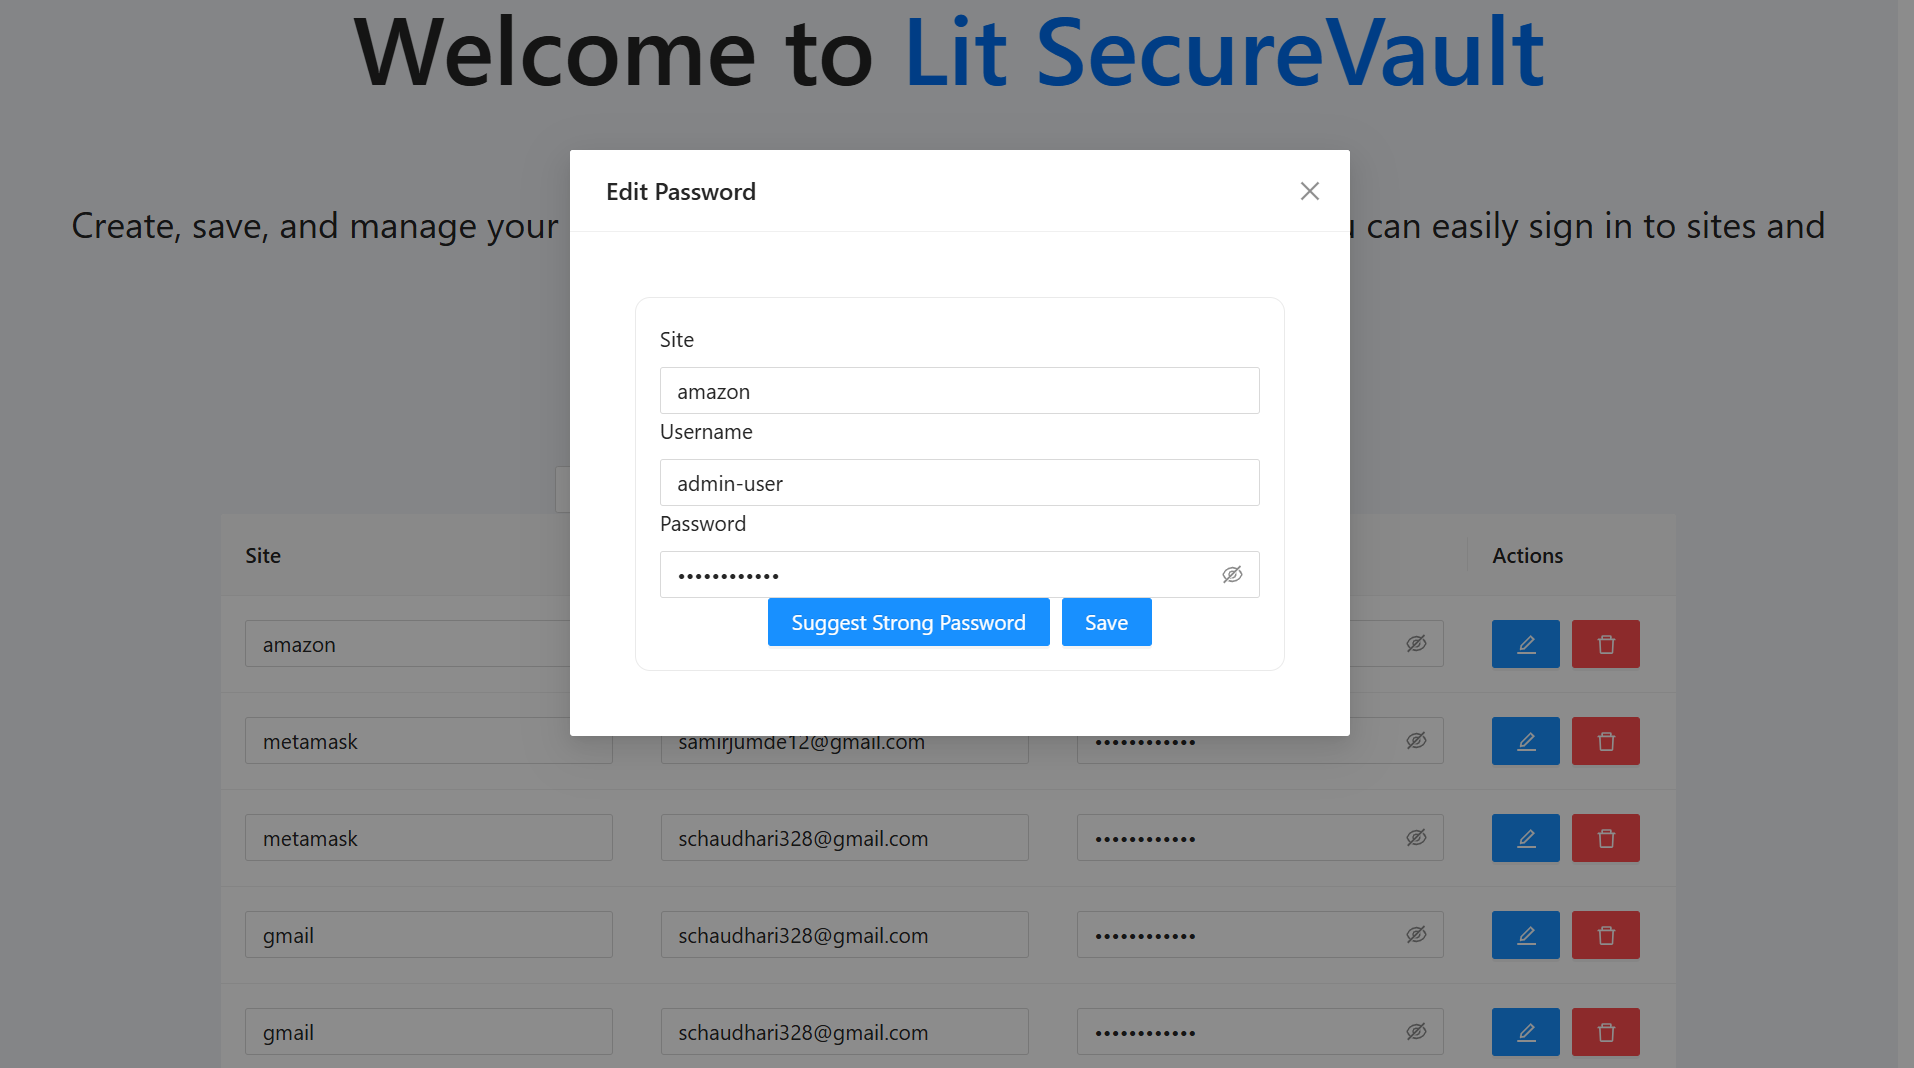 Welcome to Lit SecureVault
Edit Password
Create, save, and manage your can easily sign in to sites and
Site
amazon
Username
admin-user
Password
••••••••••••
Suggest Strong Password Save
Site Actions
amazon
metamask samirjumde12@gmail.com ••••••••••••
metamask schaudhari328@gmail.com ••••••••••••
gmail schaudhari328@gmail.com ••••••••••••
gmail schaudhari328@gmail.com ••••••••••••